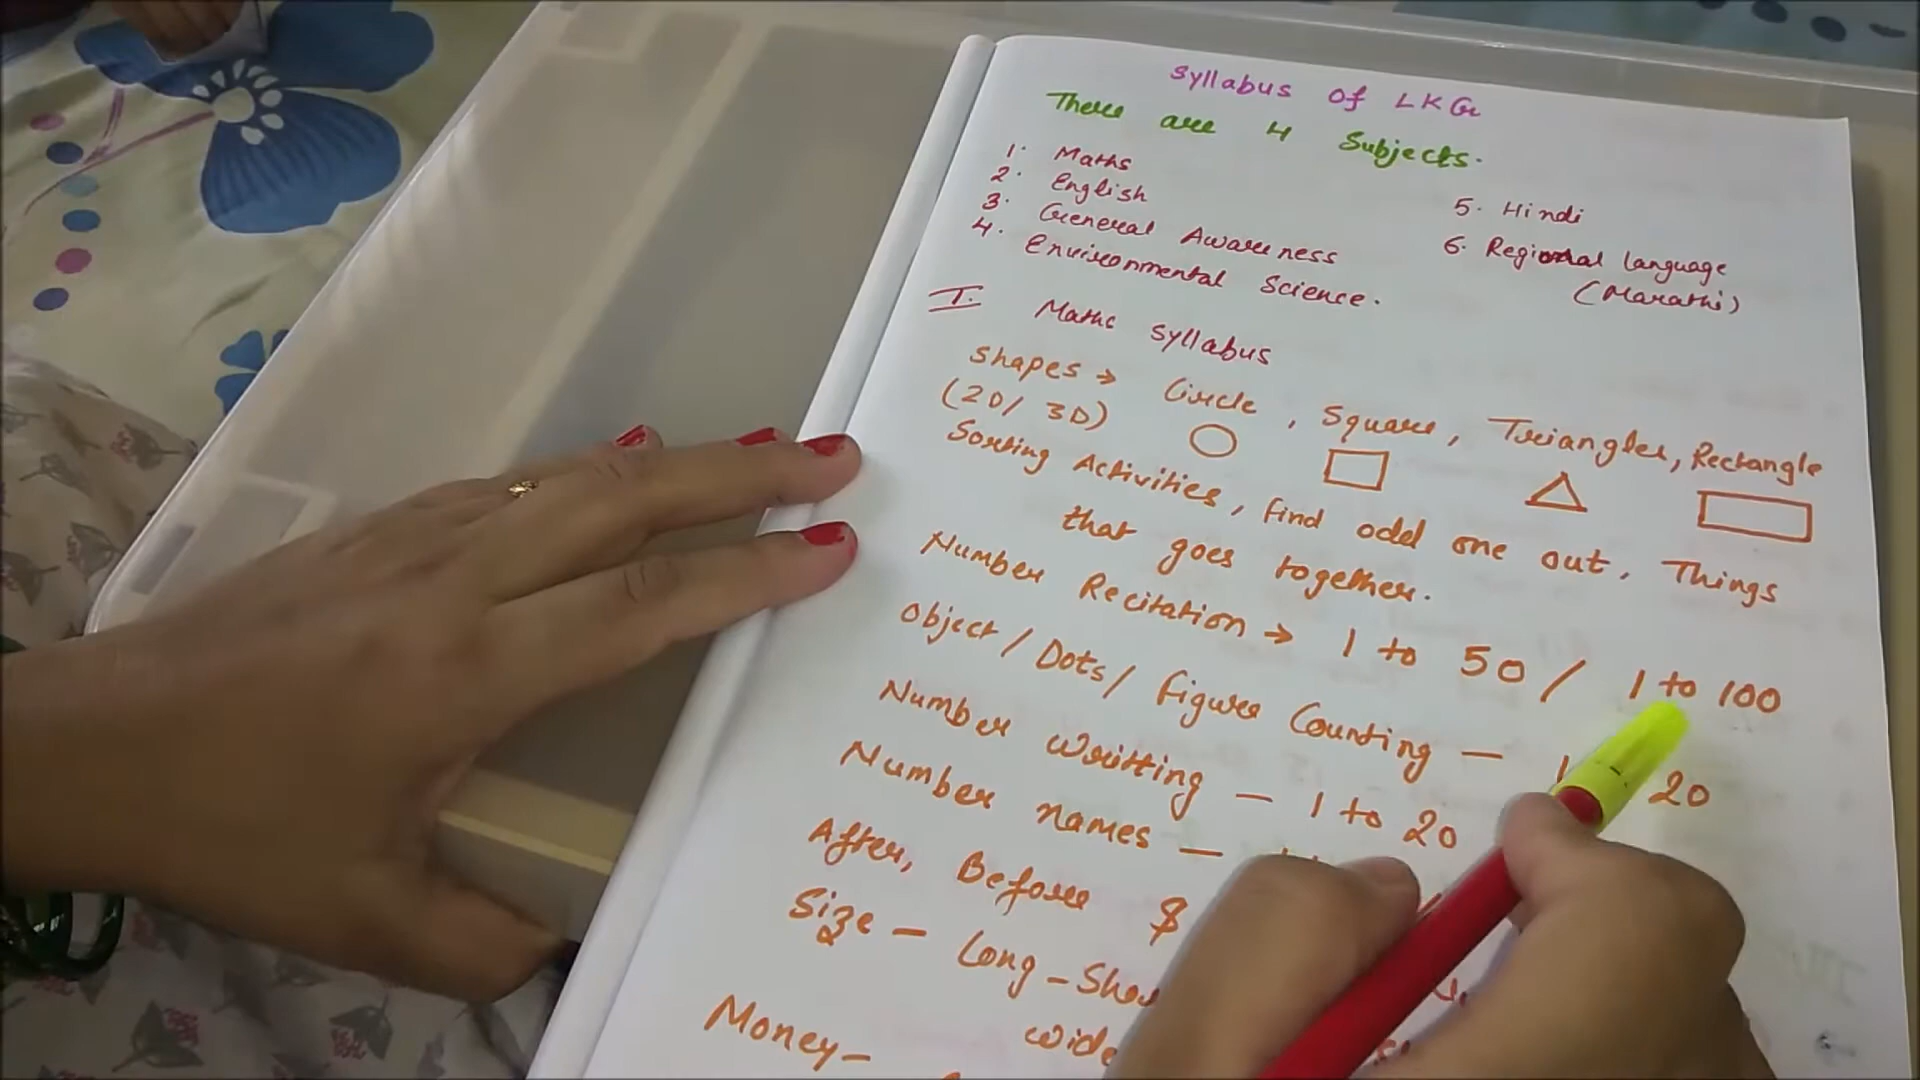 Syllabus of LKG
There are 4 Subjects.
1. Maths
2. English
3. General Awareness
4. Environmental Science.
5. Hindi
6. Regional language
(Marathi)
I. Maths syllabus
Shapes → Circle, Square, Triangles, Rectangle
(2D/3D)
Sorting Activities, find odd one out, Things
that goes together.
Number Recitation → 1 to 50 / 1 to 100
Object/Dots/figure Counting — 1 20
Number writting — 1 to 20
Number names —
After, Before $
Size — Long-Shor
wide
Money-